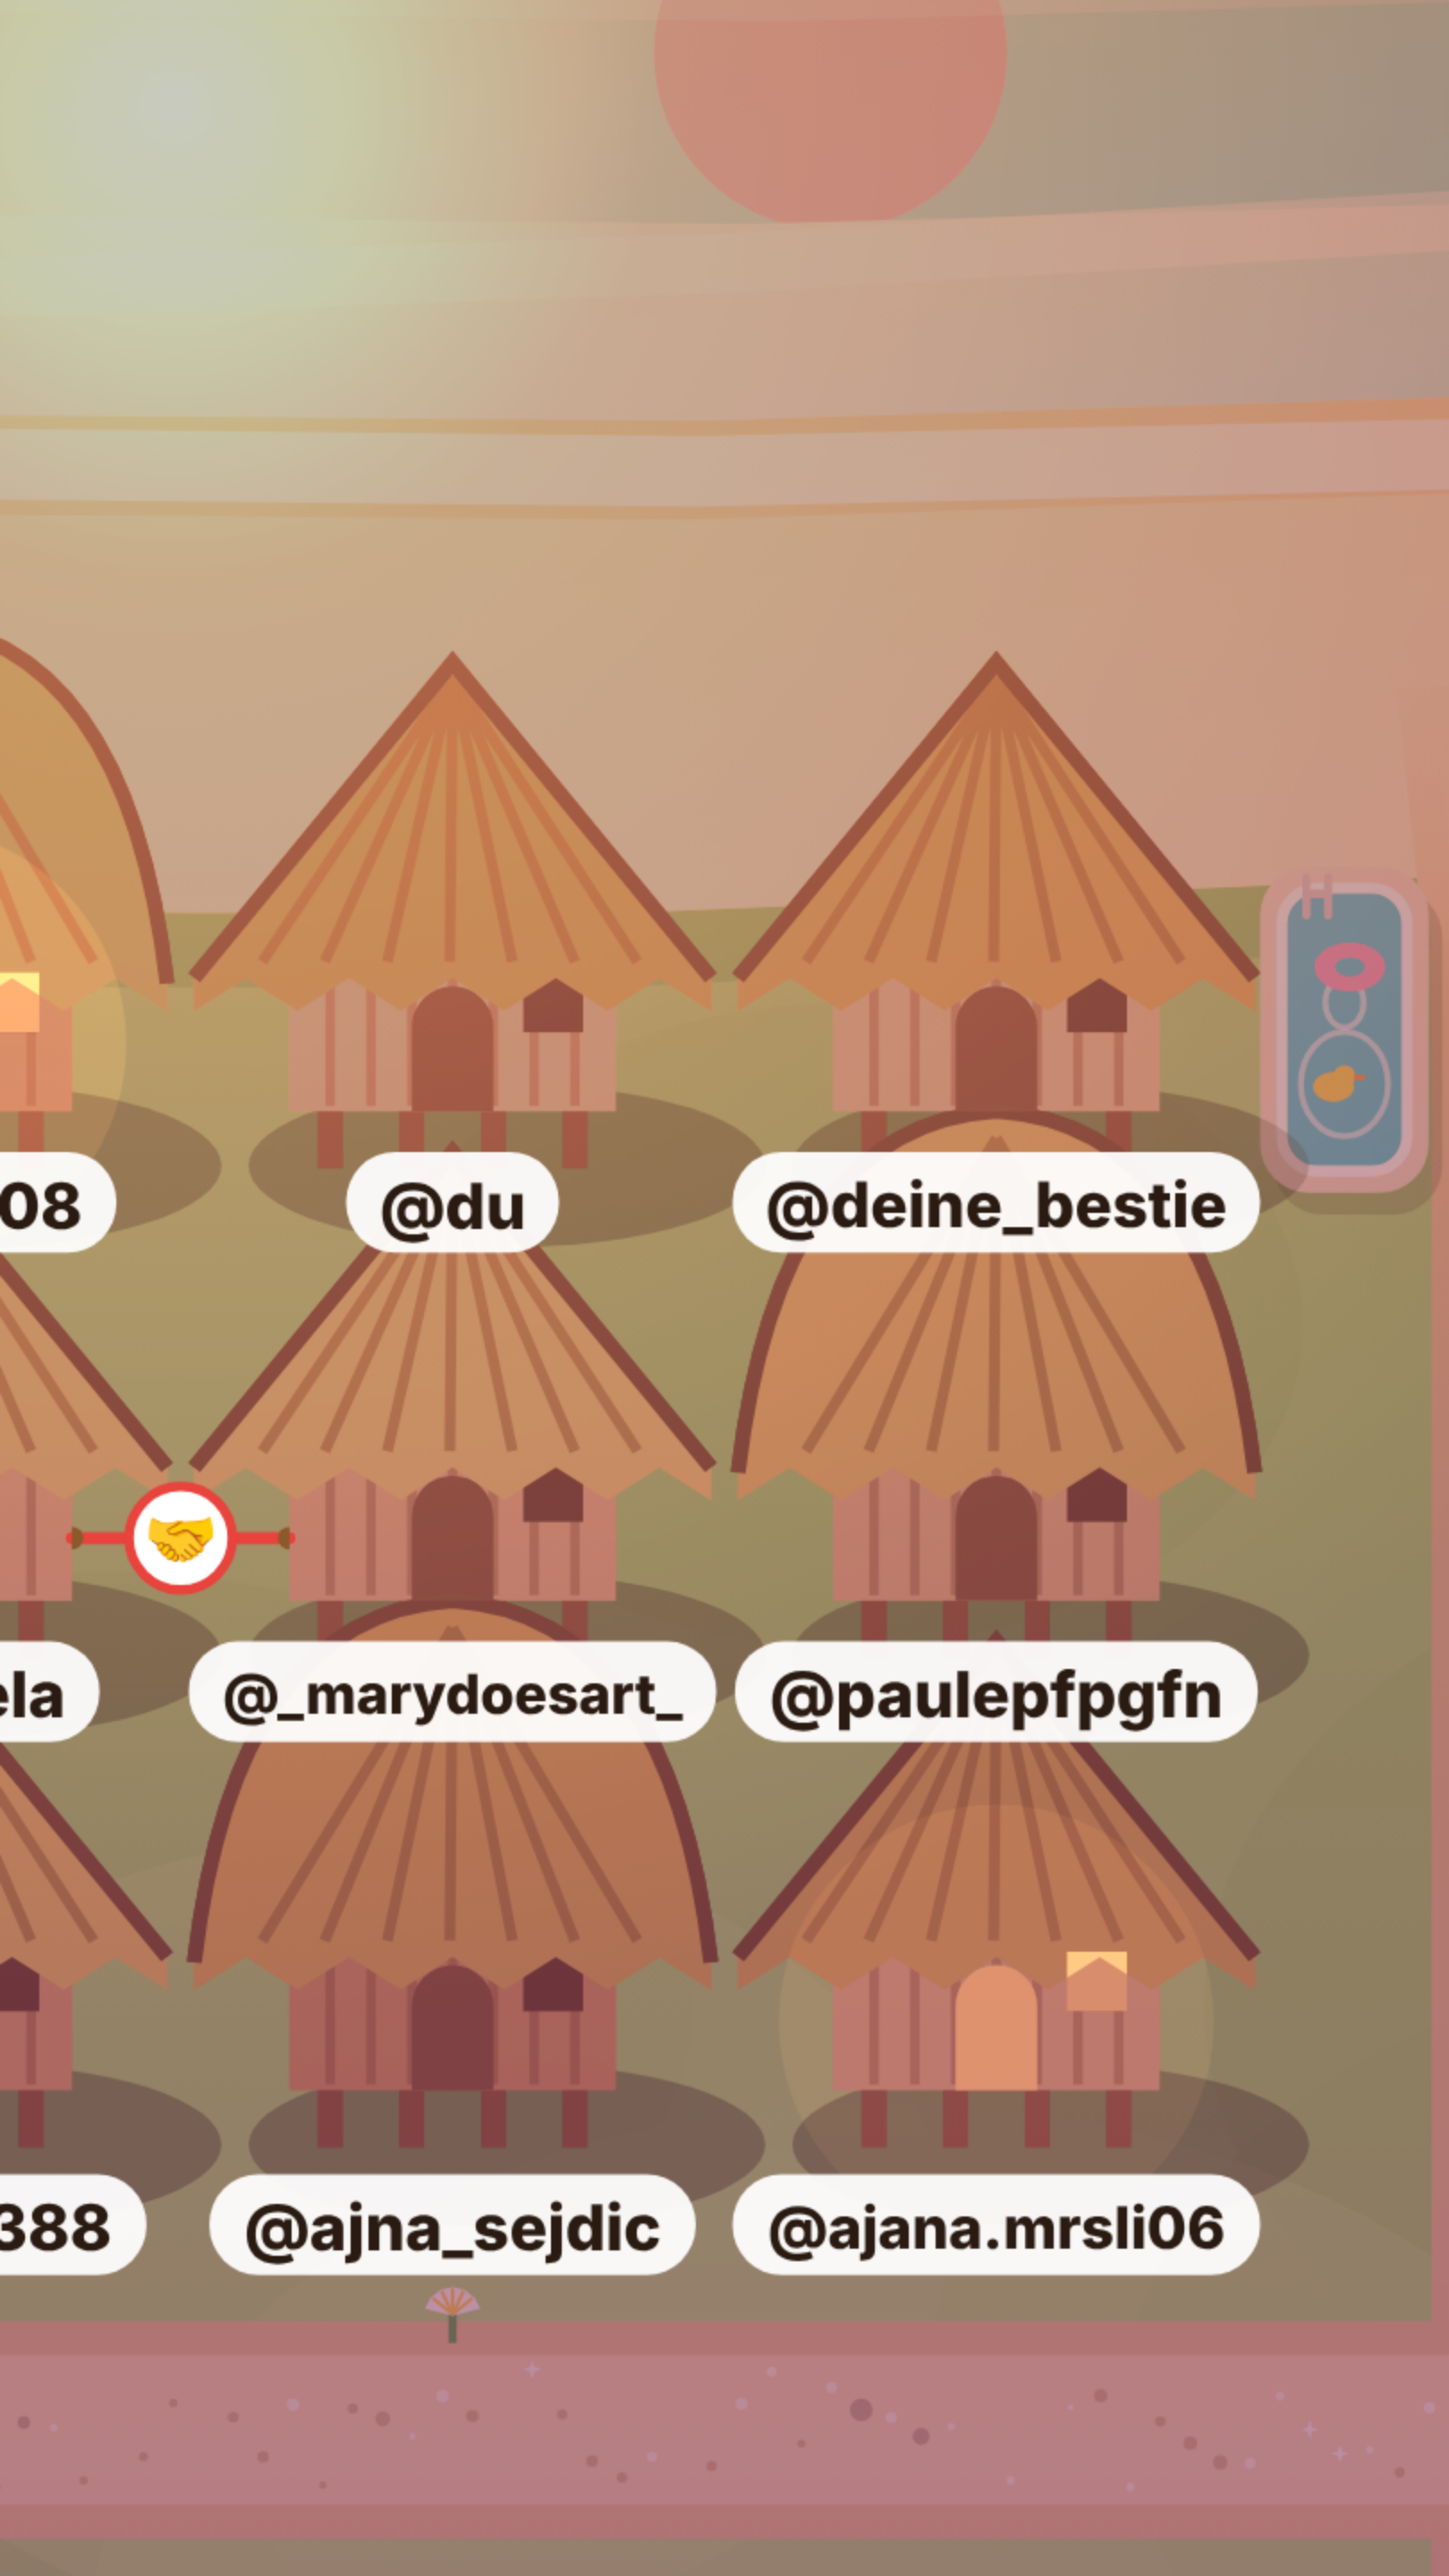 08 @du @deine_bestie
ela @_marydoesart_ @paulepfpgfn
388 @ajna_sejdic @ajana.mrsli06